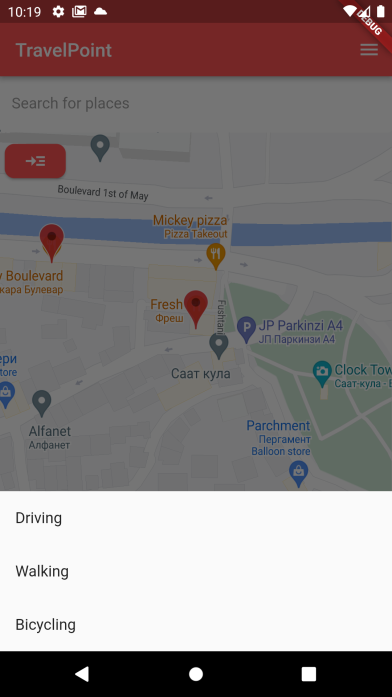 10:19
DEBUG
TravelPoint
Search for places
Boulevard 1st of May
Mickey pizza
Pizza Takeout
y Boulevard
кара Булевар
Fresh
Фреш
Fushtani
JP Parkinzi A4
ЈП Паркинзи А4
Саат кула
Clock Tow
Саат-кула - Б
ери
store
Alfanet
Алфанет
Parchment
Пергамент
Balloon store
Driving
Walking
Bicycling